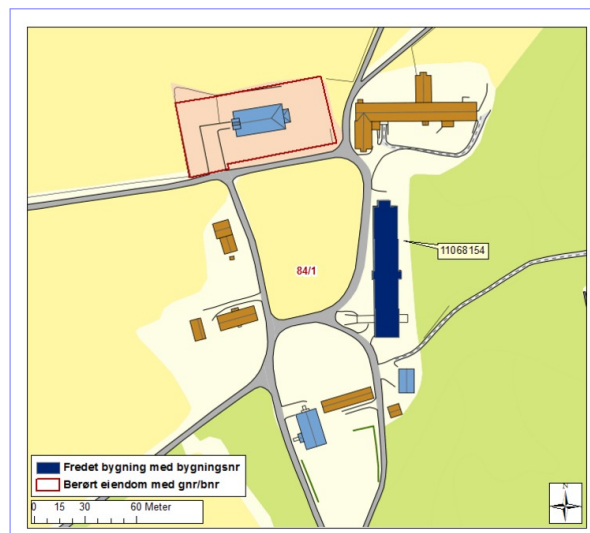 11068154
84/1
Fredet bygning med bygningsnr
Berørt eiendom med gnr/bnr
0 15 30 60 Meter
N